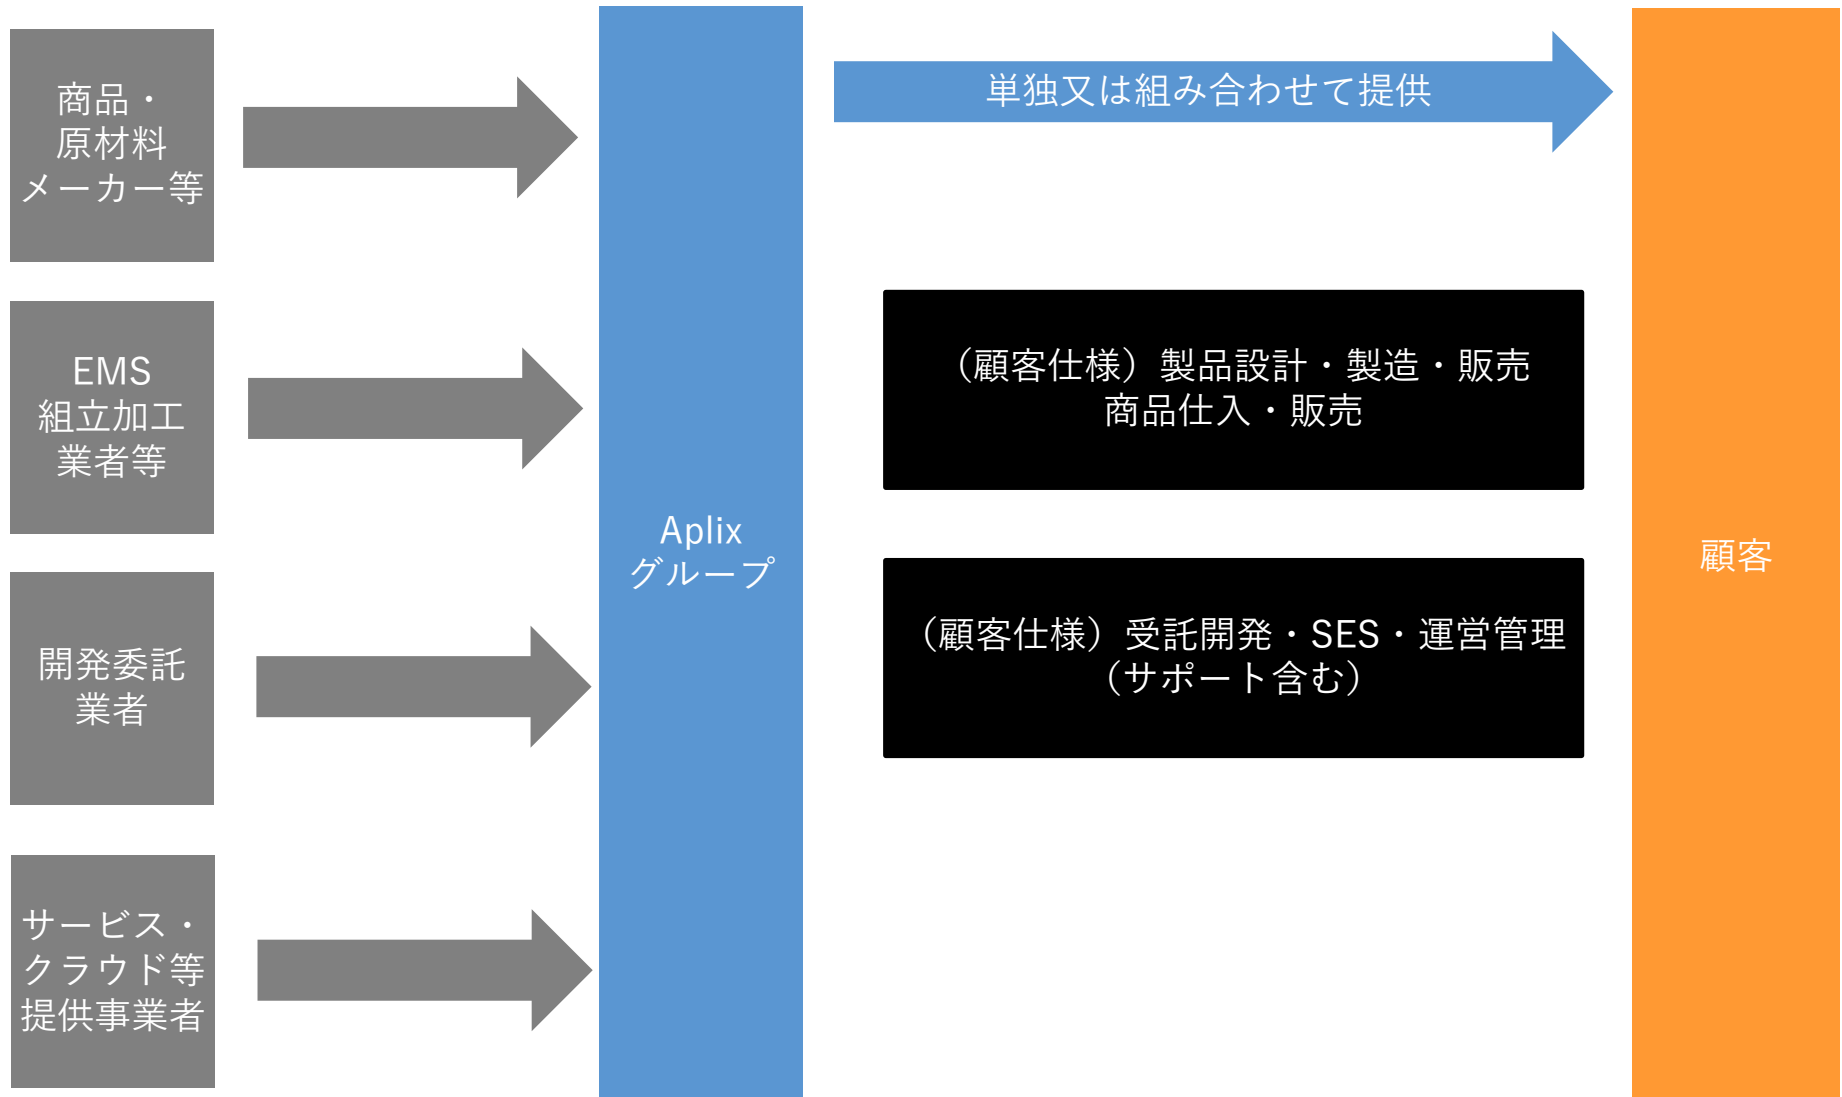 商品・
原材料
メーカー等
EMS
組立加工
業者等
開発委託
業者
サービス・
クラウド等
提供事業者
Aplix
グループ
単独又は組み合わせて提供
（顧客仕様）製品設計・製造・販売
商品仕入・販売
（顧客仕様）受託開発・SES・運営管理
（サポート含む）
顧客